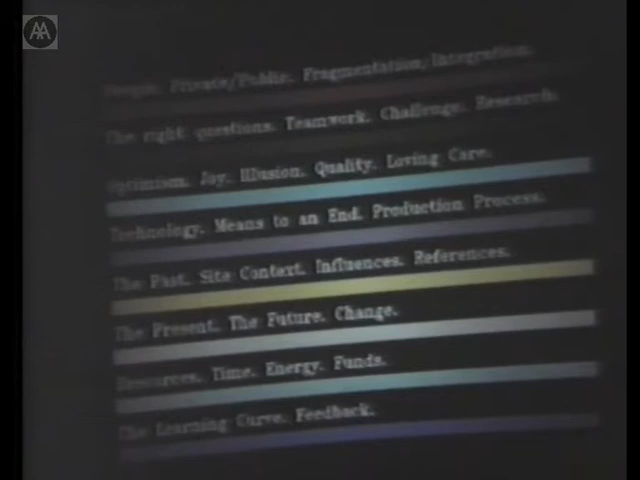 AA
People. Private/Public. Fragmentation/Integration.
The right questions. Teamwork. Challenge. Research.
Optimism. Joy. Illusion. Quality. Loving Care.
Technology. Means to an End. Production Process.
The Past. Site Context. Influences. References.
The Present. The Future. Change.
Resources. Time. Energy. Funds.
The Learning Curve. Feedback.